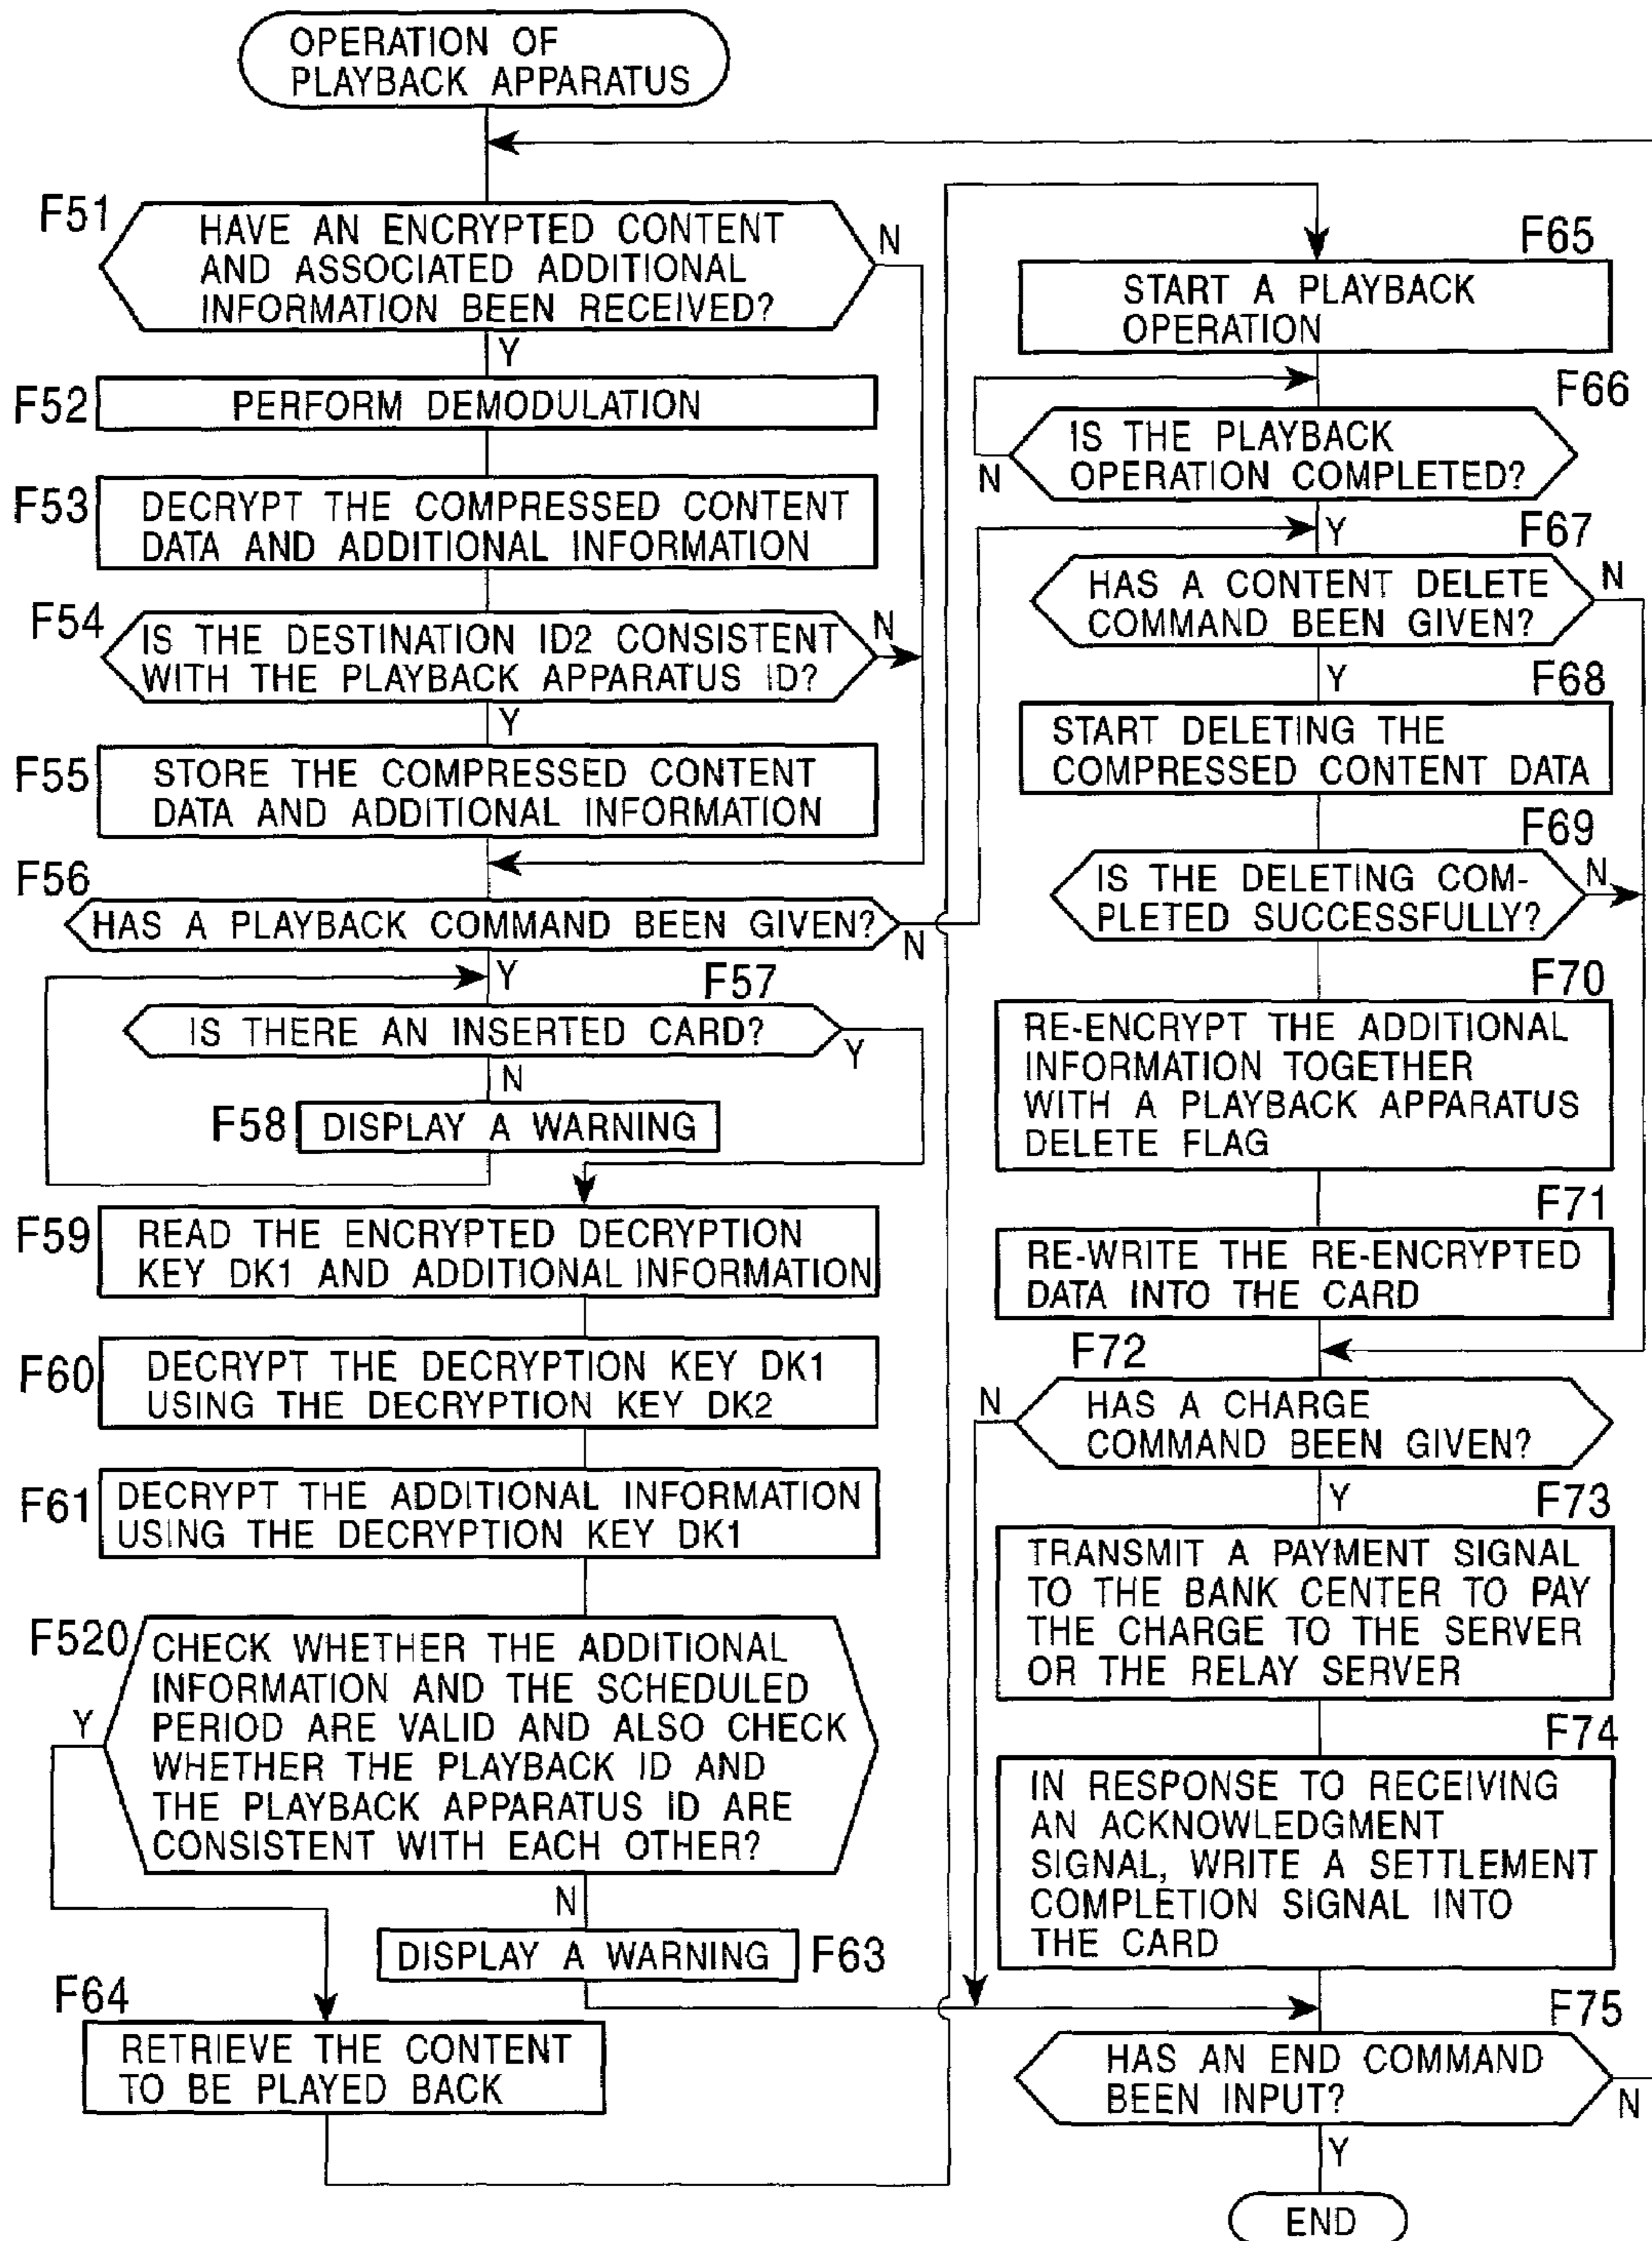 OPERATION OF
PLAYBACK APPARATUS
F51
HAVE AN ENCRYPTED CONTENT
AND ASSOCIATED ADDITIONAL
INFORMATION BEEN RECEIVED?
N
Y
F52
PERFORM DEMODULATION
F53
DECRYPT THE COMPRESSED CONTENT
DATA AND ADDITIONAL INFORMATION
F54
IS THE DESTINATION ID2 CONSISTENT
WITH THE PLAYBACK APPARATUS ID?
N
Y
F55
STORE THE COMPRESSED CONTENT
DATA AND ADDITIONAL INFORMATION
F56
HAS A PLAYBACK COMMAND BEEN GIVEN?
N
Y
F57
IS THERE AN INSERTED CARD?
Y
N
F58
DISPLAY A WARNING
F59
READ THE ENCRYPTED DECRYPTION
KEY DK1 AND ADDITIONAL INFORMATION
F60
DECRYPT THE DECRYPTION KEY DK1
USING THE DECRYPTION KEY DK2
F61
DECRYPT THE ADDITIONAL INFORMATION
USING THE DECRYPTION KEY DK1
F520
CHECK WHETHER THE ADDITIONAL
INFORMATION AND THE SCHEDULED
PERIOD ARE VALID AND ALSO CHECK
WHETHER THE PLAYBACK ID AND
THE PLAYBACK APPARATUS ID ARE
CONSISTENT WITH EACH OTHER?
Y
N
DISPLAY A WARNING
F63
F64
RETRIEVE THE CONTENT
TO BE PLAYED BACK
F65
START A PLAYBACK
OPERATION
F66
IS THE PLAYBACK
OPERATION COMPLETED?
N
Y
F67
HAS A CONTENT DELETE
COMMAND BEEN GIVEN?
N
Y
F68
START DELETING THE
COMPRESSED CONTENT DATA
F69
IS THE DELETING COM-
PLETED SUCCESSFULLY?
N
F70
RE-ENCRYPT THE ADDITIONAL
INFORMATION TOGETHER
WITH A PLAYBACK APPARATUS
DELETE FLAG
F71
RE-WRITE THE RE-ENCRYPTED
DATA INTO THE CARD
F72
HAS A CHARGE
COMMAND BEEN GIVEN?
N
Y
F73
TRANSMIT A PAYMENT SIGNAL
TO THE BANK CENTER TO PAY
THE CHARGE TO THE SERVER
OR THE RELAY SERVER
F74
IN RESPONSE TO RECEIVING
AN ACKNOWLEDGMENT
SIGNAL, WRITE A SETTLEMENT
COMPLETION SIGNAL INTO
THE CARD
F75
HAS AN END COMMAND
BEEN INPUT?
N
Y
END